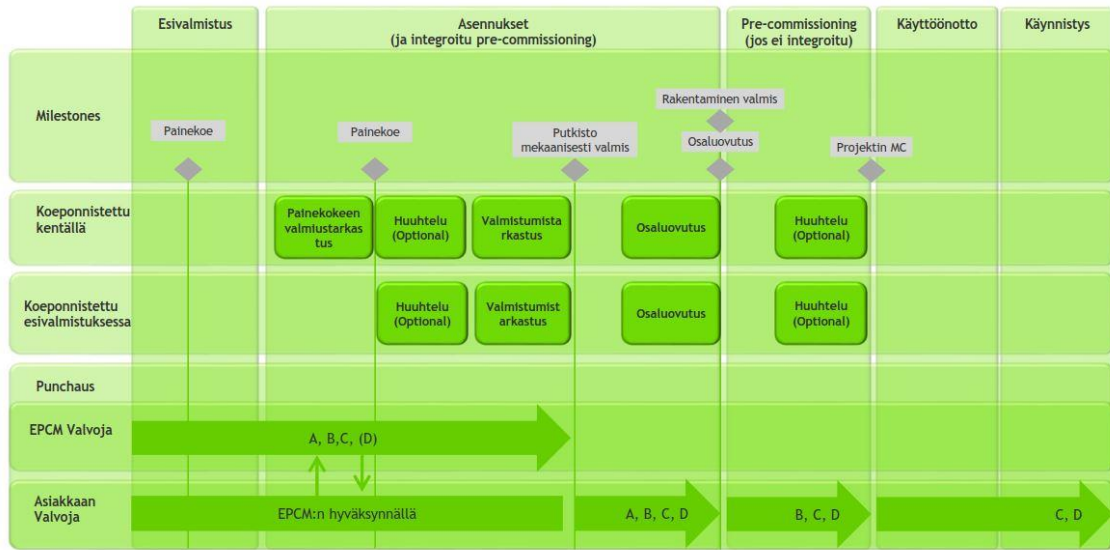 Esivalmistus
Asennukset
(ja integroitu pre-commissioning)
Pre-commissioning
(jos ei integroitu)
Käyttöönotto
Käynnistys
Milestones
Painekoe
Painekoe
Putkisto
mekaanisesti valmis
Rakentaminen valmis
Osaluovutus
Projektin MC
Koeponnistettu
kentällä
Painekokeen
valmiustarkas
tus
Huuhtelu
(Optional)
Valmistumista
rkastus
Osaluovutus
Huuhtelu
(Optional)
Koeponnistettu
esivalmistuksessa
Huuhtelu
(Optional)
Valmistumist
arkastus
Osaluovutus
Huuhtelu
(Optional)
Punchaus
EPCM Valvoja
A, B,C, (D)
Asiakkaan
Valvoja
EPCM:n hyväksynnällä
A, B, C, D
B, C, D
C, D